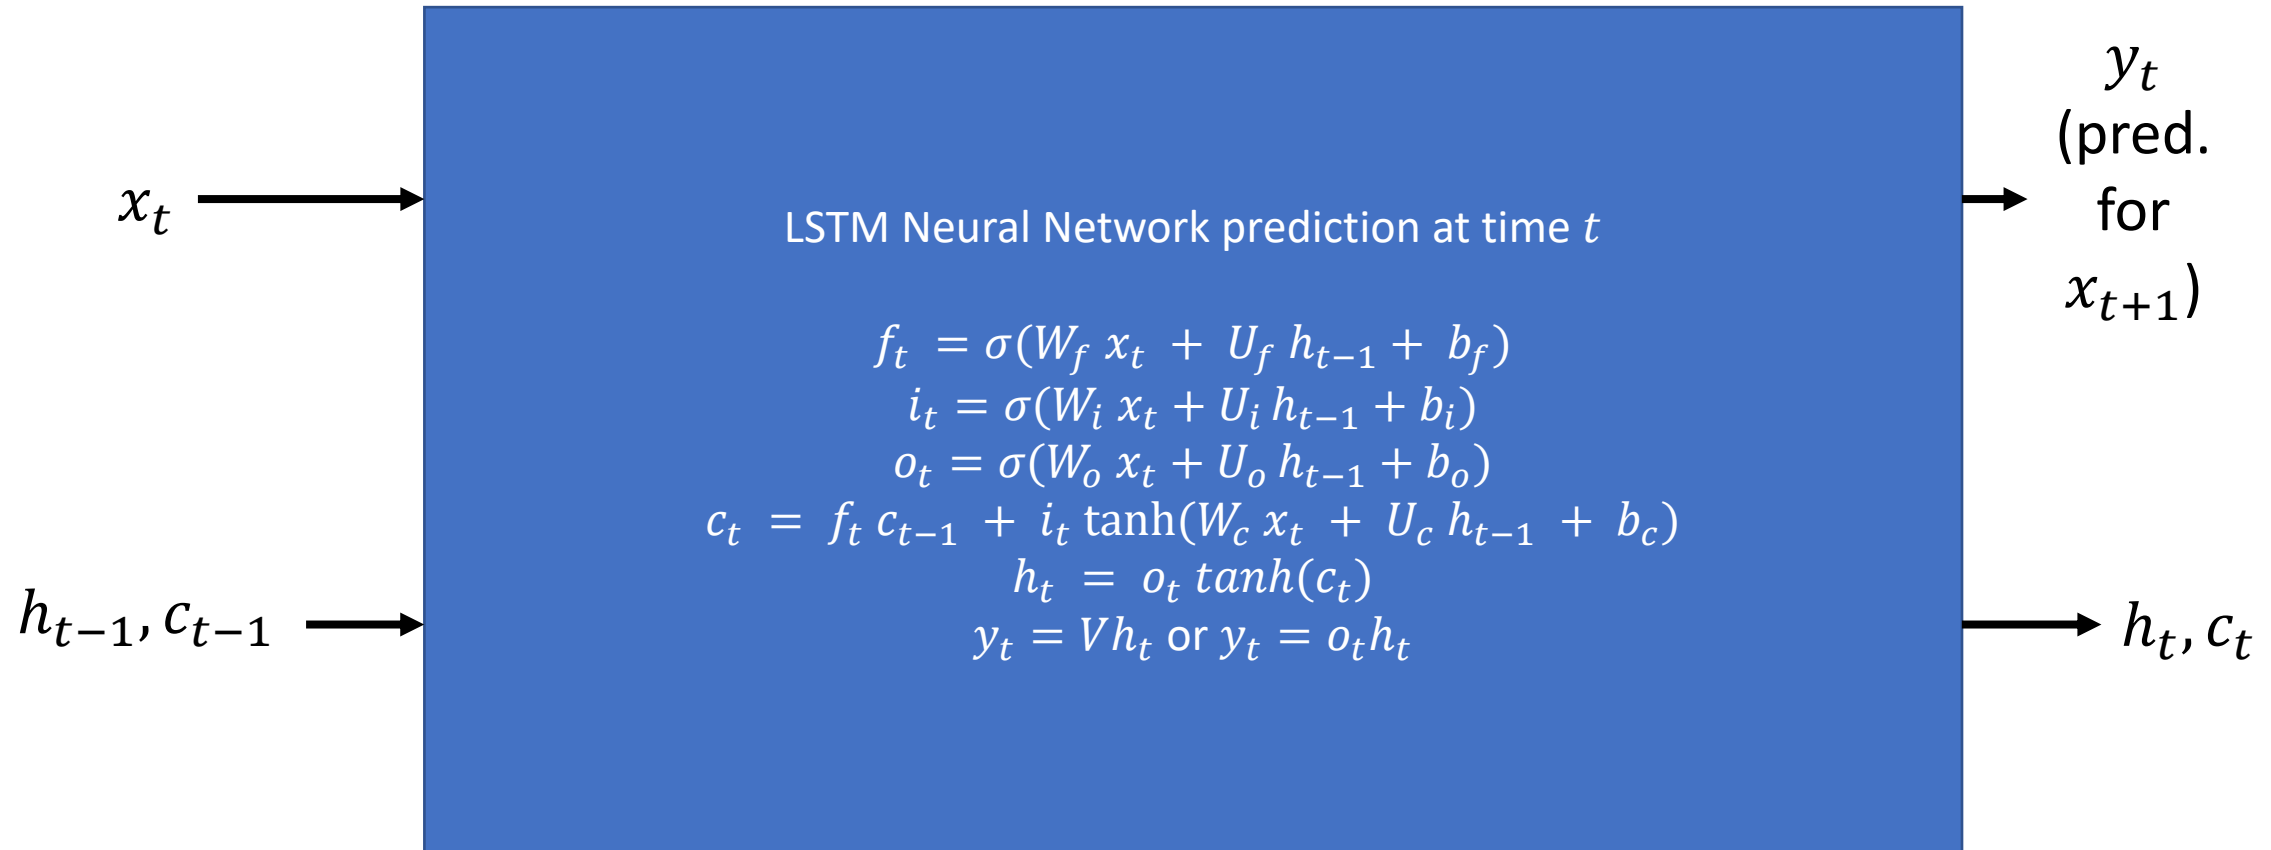 x_t
h_{t−1}, c_{t−1}
LSTM Neural Network prediction at time t
f_t = σ(W_f x_t + U_f h_{t−1} + b_f)
i_t = σ(W_i x_t + U_i h_{t−1} + b_i)
o_t = σ(W_o x_t + U_o h_{t−1} + b_o)
c_t = f_t c_{t−1} + i_t tanh(W_c x_t + U_c h_{t−1} + b_c)
h_t = o_t tanh(c_t)
y_t = Vh_t or y_t = o_t h_t
y_t
(pred.
for
x_{t+1})
h_t, c_t